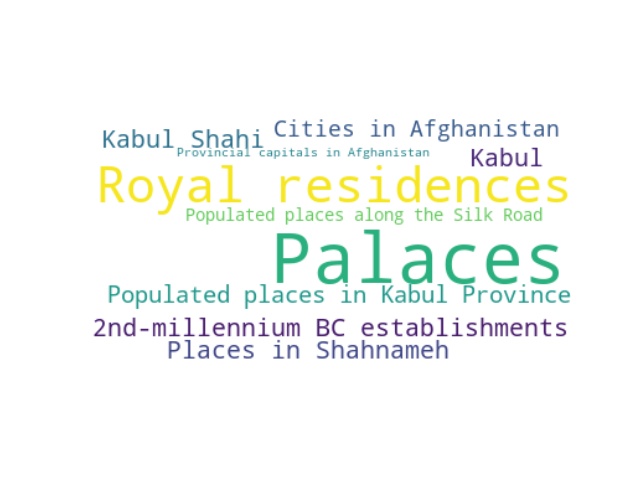 Cities in Afghanistan
Kabul Shahi
Provincial capitals in Afghanistan
Kabul
Royal residences
Populated places along the Silk Road
Palaces
Populated places in Kabul Province
2nd-millennium BC establishments
Places in Shahnameh